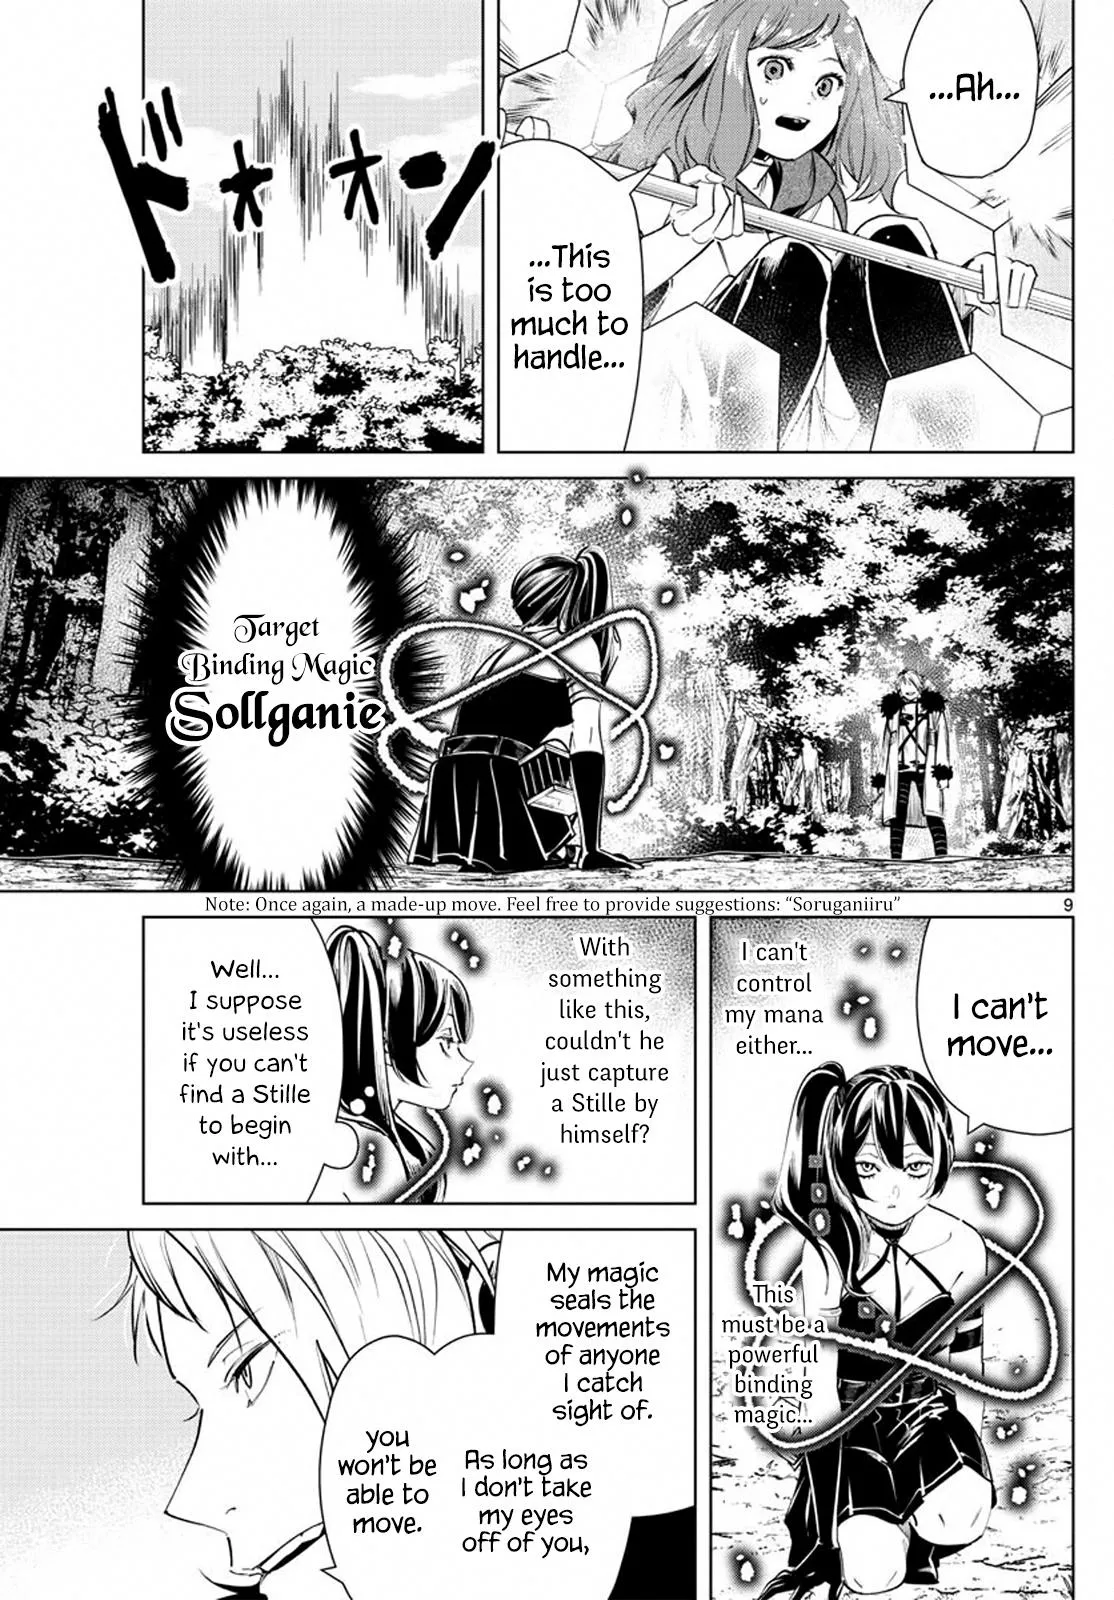 ...Ah...
...This
is too
much to
handle...
ドォォン
Target
Binding Magic
Sollganie
Note: Once again, a made-up move. Feel free to provide suggestions: “Soruganiiru”
9
I can't
move...
I can't
control
my mana
either...
This
must be a
powerful
binding
magic...
With
something
like this,
couldn't he
just capture
a Stille by
himself?
Well...
I suppose
it's useless
if you can't
find a Stille
to begin
with...
My magic
seals the
movements
of anyone
I catch
sight of.
As long as
I don't take
my eyes
off of you,
you
won't be
able to
move.